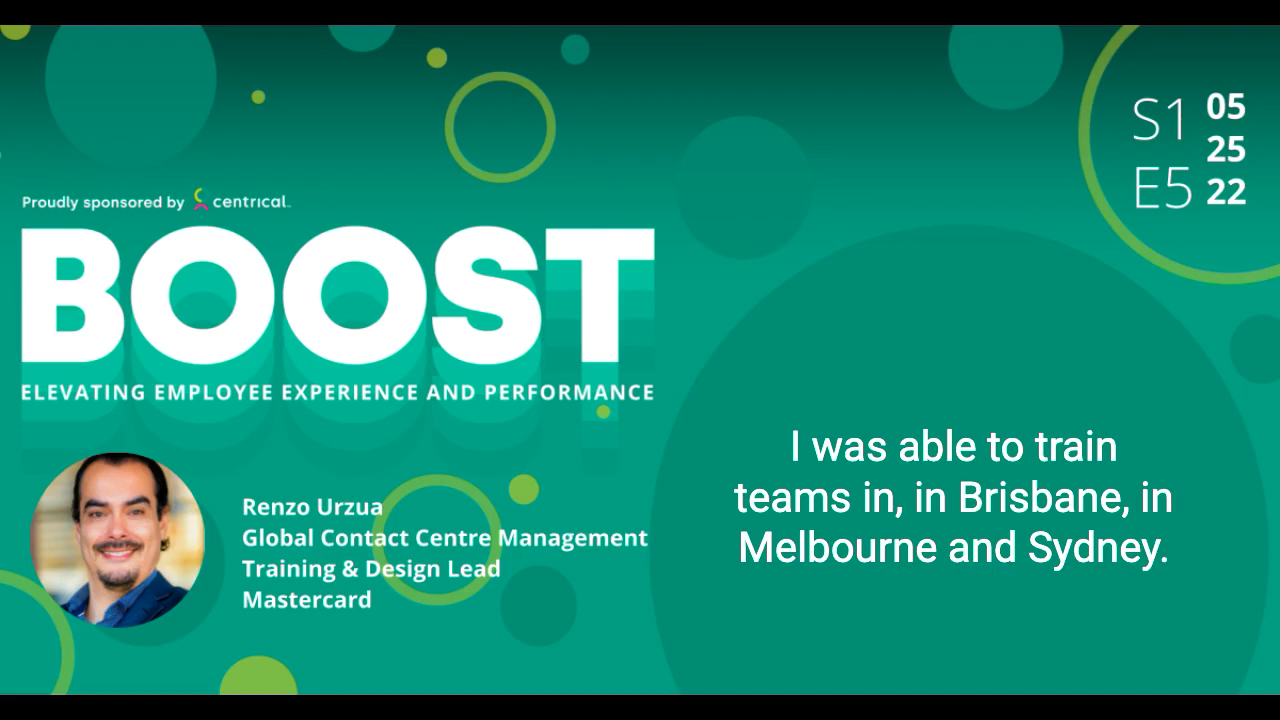 S1 05
25
E5 22
Proudly sponsored by centrical
BOOST
ELEVATING EMPLOYEE EXPERIENCE AND PERFORMANCE
Renzo Urzua
Global Contact Centre Management
Training & Design Lead
Mastercard
I was able to train
teams in, in Brisbane, in
Melbourne and Sydney.